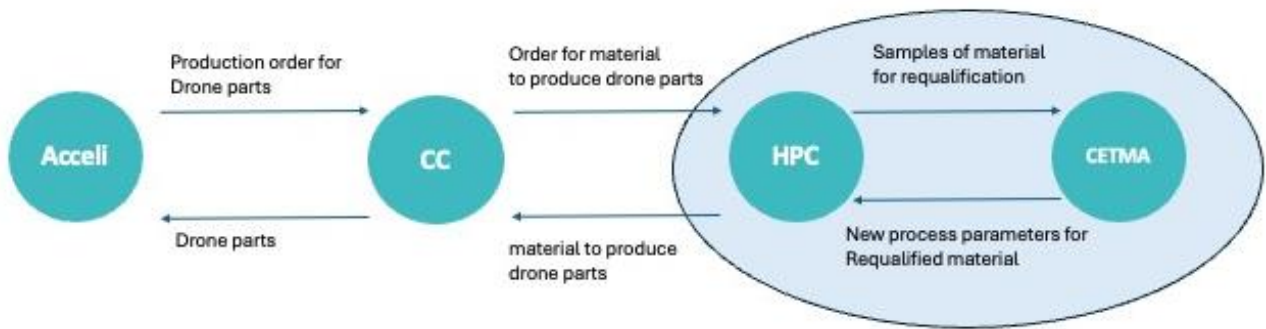 Production order for
Drone parts
Order for material
to produce drone parts
Samples of material
for requalification
Acceli
CC
HPC
CETMA
Drone parts
material to produce
drone parts
New process parameters for
Requalified material